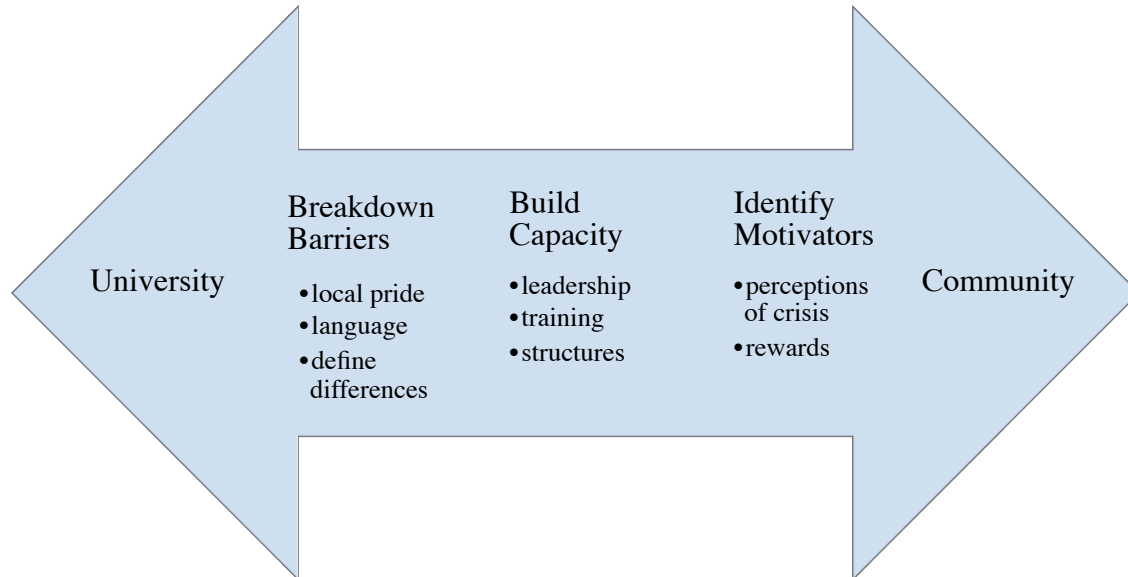 University
Breakdown
Barriers
•local pride
•language
•define
differences
Build
Capacity
•leadership
•training
•structures
Identify
Motivators
•perceptions
of crisis
•rewards
Community